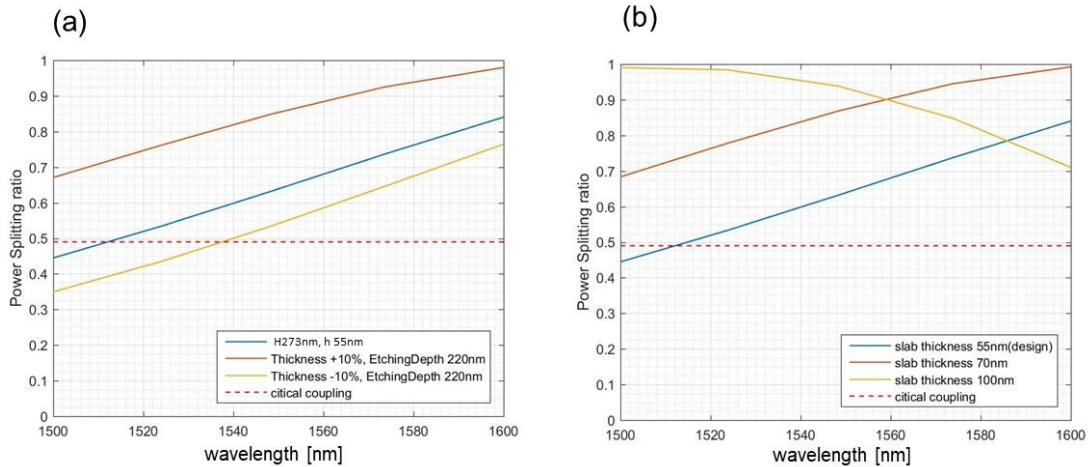 (a)
Power Splitting ratio
1
0.9
0.8
0.7
0.6
0.5
0.4
0.3
0.2
0.1
0
H273nm, h 55nm
Thickness +10%, EtchingDepth 220nm
Thickness -10%, EtchingDepth 220nm
citical coupling
1500 1520 1540 1560 1580 1600
wavelength [nm]
(b)
Power Splitting ratio
1
0.9
0.8
0.7
0.6
0.5
0.4
0.3
0.2
0.1
0
slab thickness 55nm(design)
slab thickness 70nm
slab thickness 100nm
citical coupling
1500 1520 1540 1560 1580 1600
wavelength [nm]